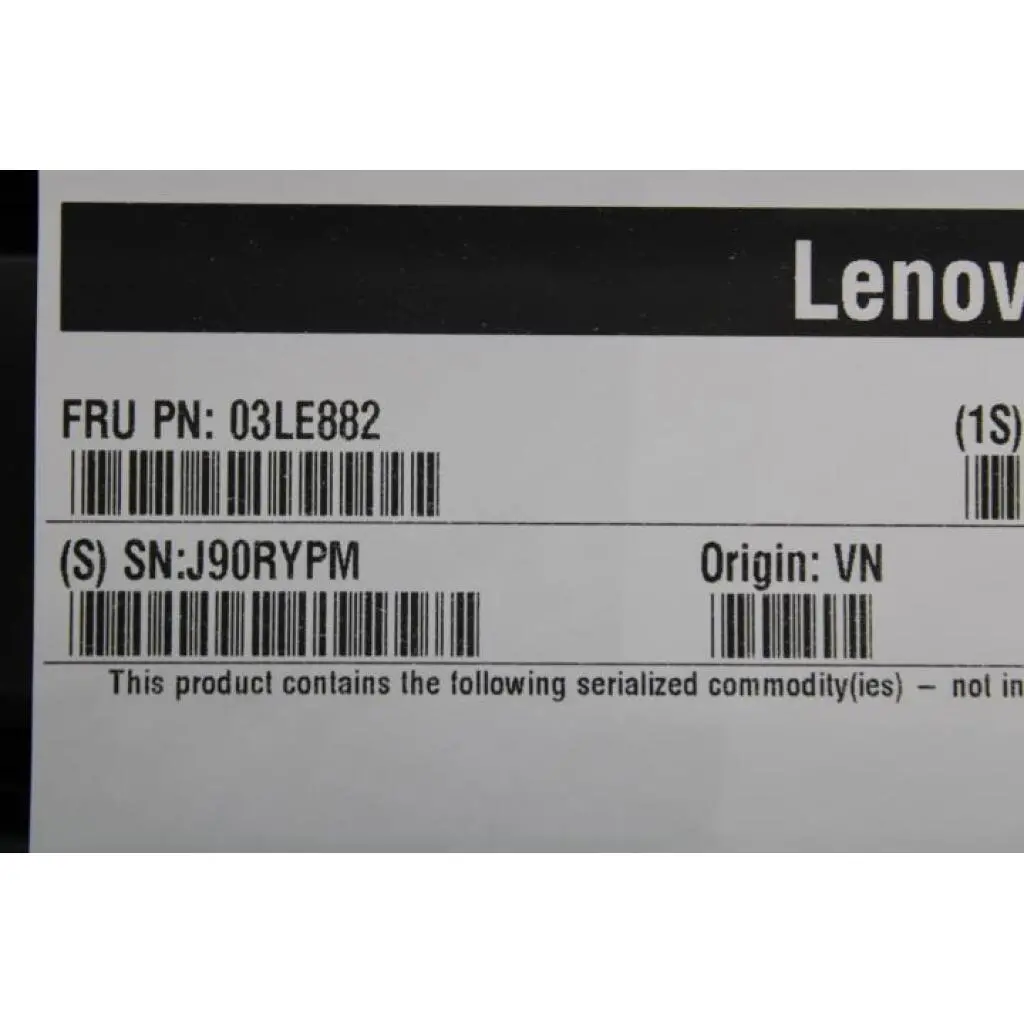 Lenov
FRU PN: 03LE882
(1S)
(S) SN:J90RYPM
Origin: VN
This product contains the following serialized commodity(ies) – not in